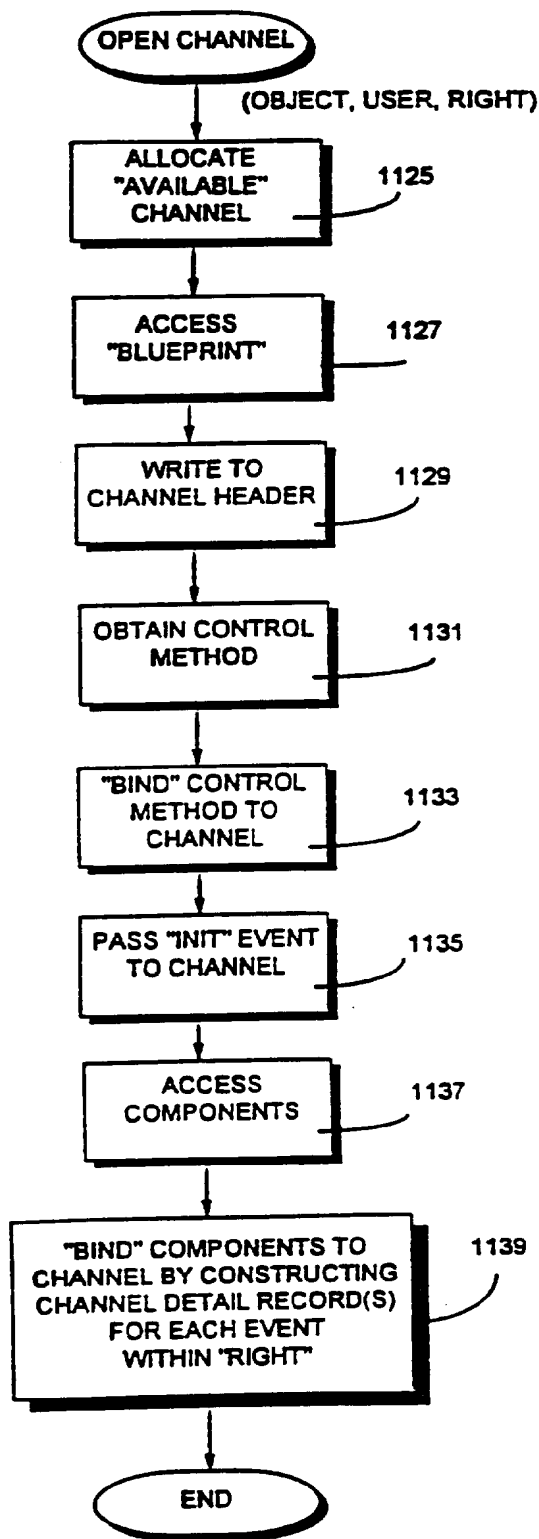 OPEN CHANNEL
(OBJECT, USER, RIGHT)
ALLOCATE
"AVAILABLE"
CHANNEL
1125
ACCESS
"BLUEPRINT"
1127
WRITE TO
CHANNEL HEADER
1129
OBTAIN CONTROL
METHOD
1131
"BIND" CONTROL
METHOD TO
CHANNEL
1133
PASS "INIT" EVENT
TO CHANNEL
1135
ACCESS
COMPONENTS
1137
"BIND" COMPONENTS TO
CHANNEL BY CONSTRUCTING
CHANNEL DETAIL RECORD(S)
FOR EACH EVENT
WITHIN "RIGHT"
1139
END